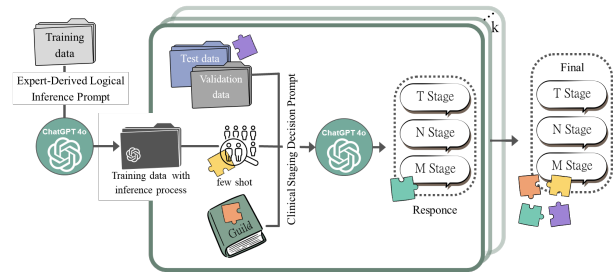 Training
data
Expert-Derived Logical
Inference Prompt
ChatGPT 4o
Training data with
inference process
Test data
Validation
data
few shot
Guild
Clinical Staging Decision Prompt
ChatGPT 4o
T Stage
N Stage
M Stage
Responce
k
Final
T Stage
N Stage
M Stage